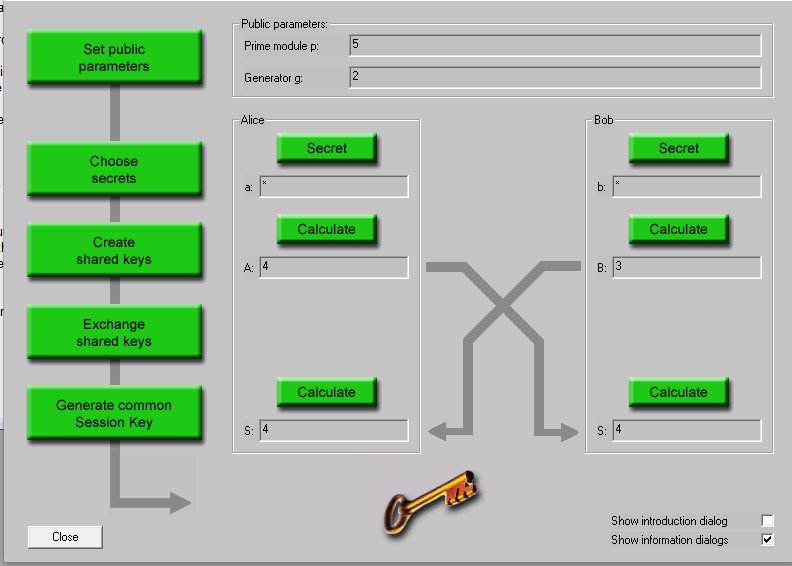 Set public
parameters
Choose
secrets
Create
shared keys
Exchange
shared keys
Generate common
Session Key
Close
Public parameters:
Prime module p: 5
Generator g: 2
Alice
Secret
a: *
Calculate
A: 4
Calculate
S: 4
Bob
Secret
b: *
Calculate
B: 3
Calculate
S: 4
Show introduction dialog
Show information dialogs